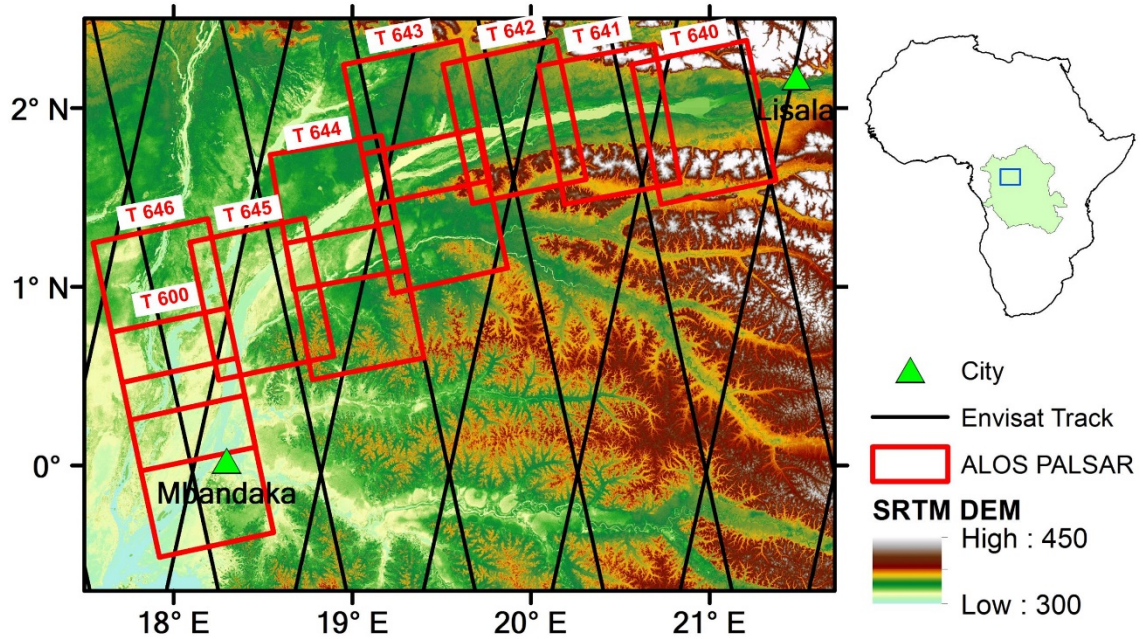 T 643
T 642
T 641
T 640
2° N
Lisala
T 644
T 646
T 645
1° N
T 600
0°
Mbandaka
18° E
19° E
20° E
21° E
City
Envisat Track
ALOS PALSAR
SRTM DEM
High : 450
Low : 300